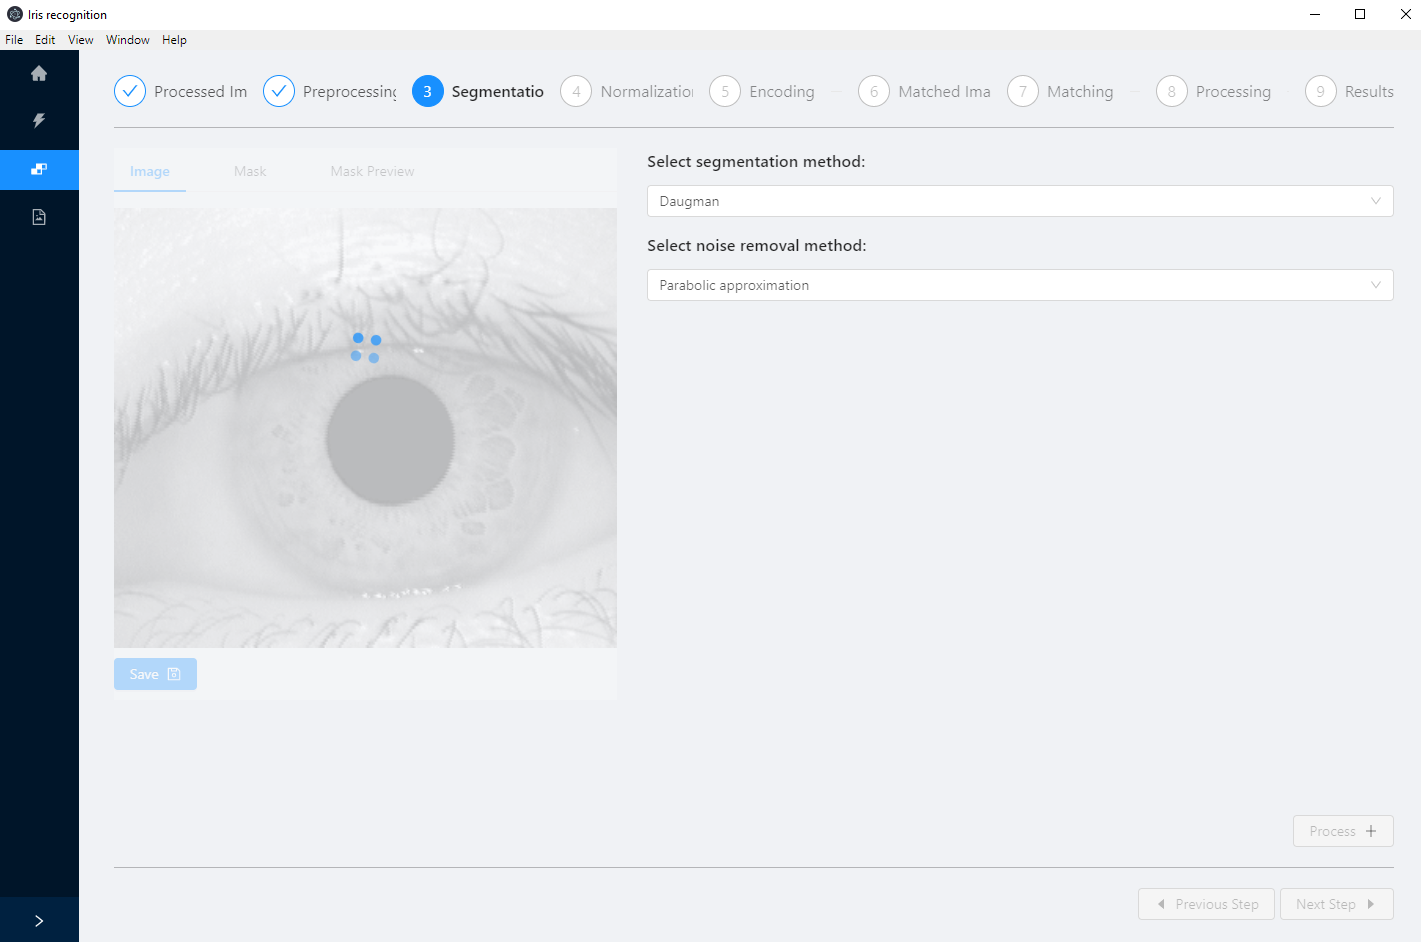 Iris recognition
File Edit View Window Help
Processed Im
Preprocessing
3 Segmentatio
4 Normalization
5 Encoding
6 Matched Ima
7 Matching
8 Processing
9 Results
Image Mask Mask Preview
Select segmentation method:
Daugman
Select noise removal method:
Parabolic approximation
Save
Process
Previous Step
Next Step